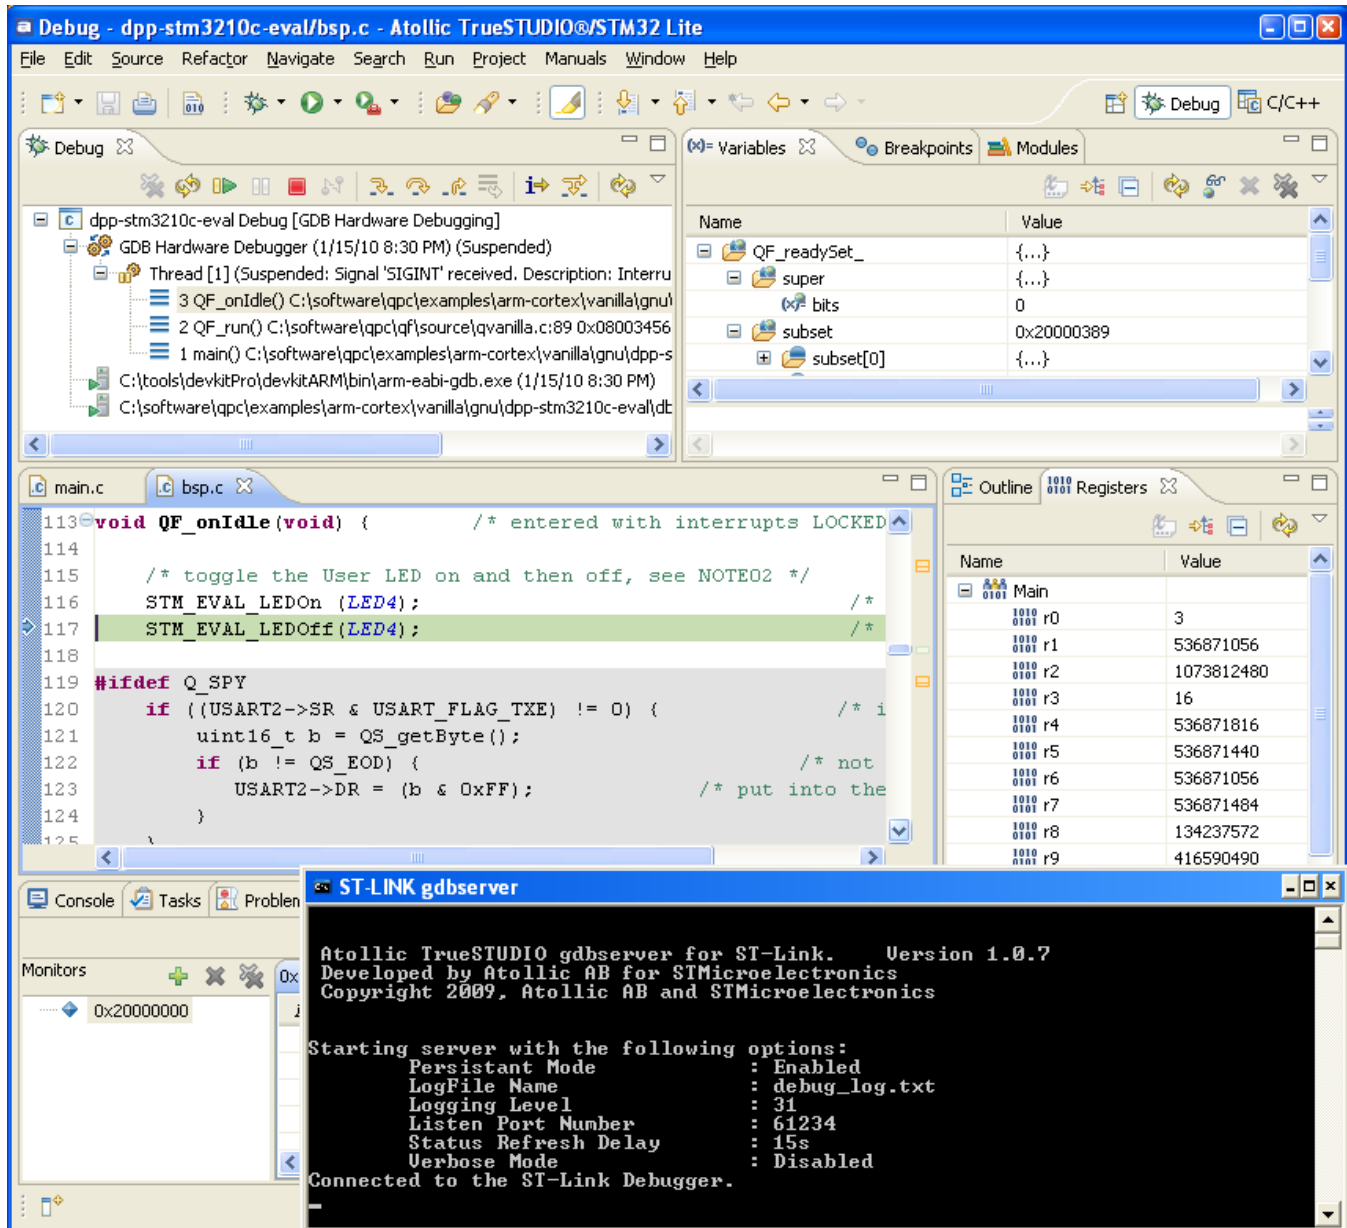 Debug - dpp-stm3210c-eval/bsp.c - Atollic TrueSTUDIO®/STM32 Lite
File Edit Source Refactor Navigate Search Run Project Manuals Window Help
Debug C/C++
Debug
dpp-stm3210c-eval Debug [GDB Hardware Debugging]
GDB Hardware Debugger (1/15/10 8:30 PM) (Suspended)
Thread [1] (Suspended: Signal 'SIGINT' received. Description: Interru
3 QF_onIdle() C:\software\qpc\examples\arm-cortex\vanilla\gnu\
2 QF_run() C:\software\qpc\qf\source\qvanilla.c:89 0x08003456
1 main() C:\software\qpc\examples\arm-cortex\vanilla\gnu\dpp-s
C:\tools\devkitPro\devkitARM\bin\arm-eabi-gdb.exe (1/15/10 8:30 PM)
C:\software\qpc\examples\arm-cortex\vanilla\gnu\dpp-stm3210c-eval\dt
(x)= Variables Breakpoints Modules
Name Value
QF_readySet_ {...}
super {...}
(x)= bits 0
subset 0x20000389
subset[0] {...}
main.c bsp.c
113 void QF_onIdle(void) { /* entered with interrupts LOCKED
114
115 /* toggle the User LED on and then off, see NOTE02 */
116 STM_EVAL_LEDOn (LED4); /*
117 STM_EVAL_LEDOff(LED4); /*
118
119 #ifdef Q_SPY
120 if ((USART2->SR & USART_FLAG_TXE) != 0) { /* i
121 uint16_t b = QS_getByte();
122 if (b != QS_EOD) { /* not
123 USART2->DR = (b & 0xFF); /* put into the
124 }
125 }
Outline Registers
Name Value
Main
r0 3
r1 536871056
r2 1073812480
r3 16
r4 536871816
r5 536871440
r6 536871056
r7 536871484
r8 134237572
r9 416590490
Console Tasks Problem
Monitors 0x
0x20000000
ST-LINK gdbserver
Atollic TrueSTUDIO gdbserver for ST-Link. Version 1.0.7
Developed by Atollic AB for STMicroelectronics
Copyright 2009, Atollic AB and STMicroelectronics
Starting server with the following options:
Persistant Mode : Enabled
LogFile Name : debug_log.txt
Logging Level : 31
Listen Port Number : 61234
Status Refresh Delay : 15s
Verbose Mode : Disabled
Connected to the ST-Link Debugger.